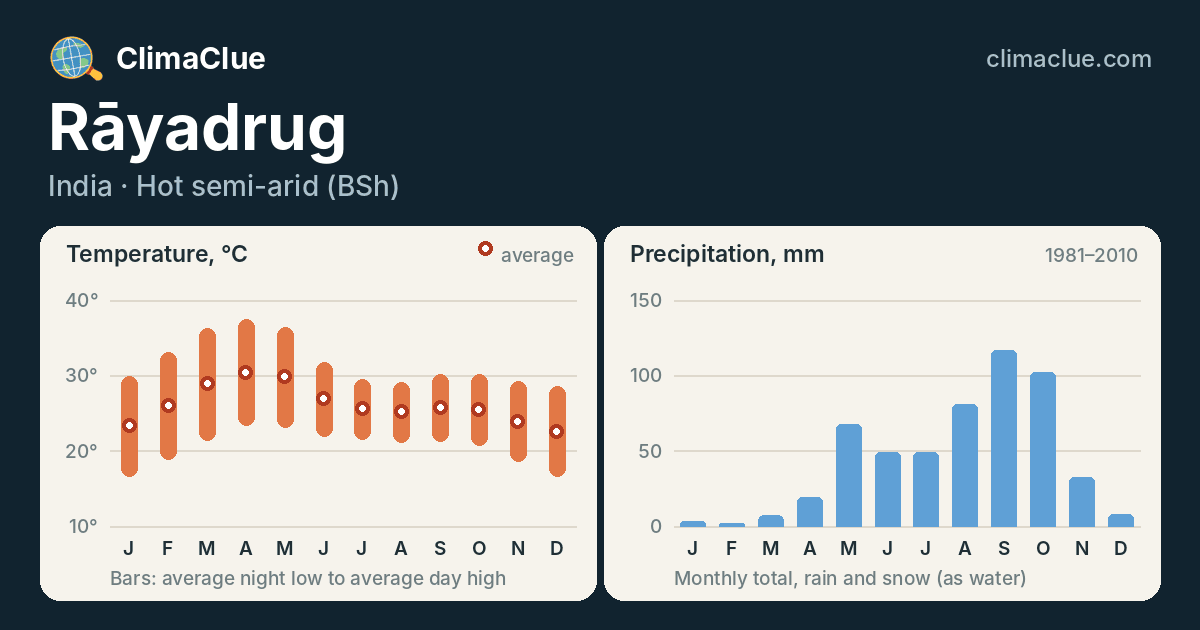 ClimaClue
climaclue.com
Rāyadrug
India · Hot semi-arid (BSh)
Temperature, °C
average
40°
30°
20°
10°
J F M A M J J A S O N D
Bars: average night low to average day high
Precipitation, mm
1981–2010
150
100
50
0
J F M A M J J A S O N D
Monthly total, rain and snow (as water)